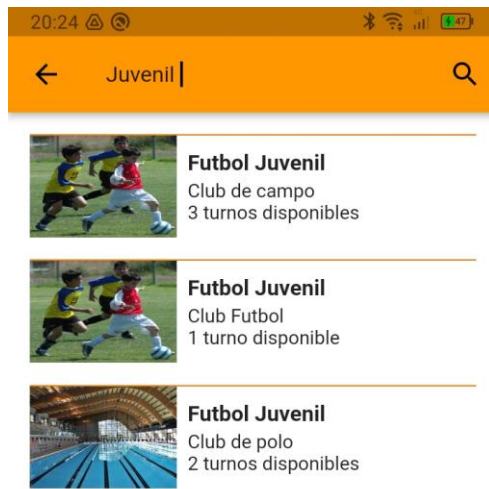 20:24
47
Juvenil
Futbol Juvenil
Club de campo
3 turnos disponibles
Futbol Juvenil
Club Futbol
1 turno disponible
Futbol Juvenil
Club de polo
2 turnos disponibles